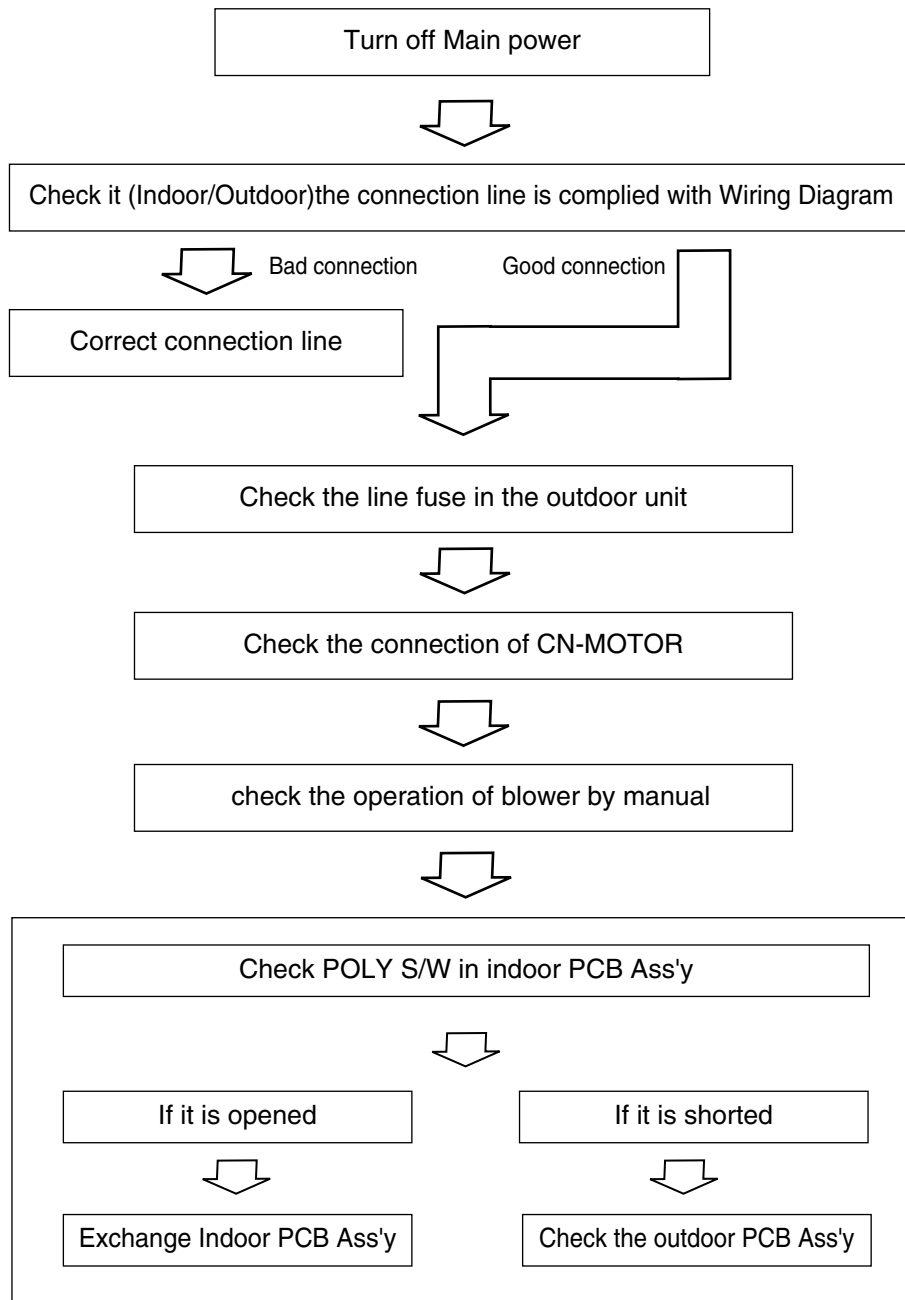 Turn off Main power
Check it (Indoor/Outdoor)the connection line is complied with Wiring Diagram
Bad connection
Good connection
Correct connection line
Check the line fuse in the outdoor unit
Check the connection of CN-MOTOR
check the operation of blower by manual
Check POLY S/W in indoor PCB Ass'y
If it is opened
If it is shorted
Exchange Indoor PCB Ass'y
Check the outdoor PCB Ass'y